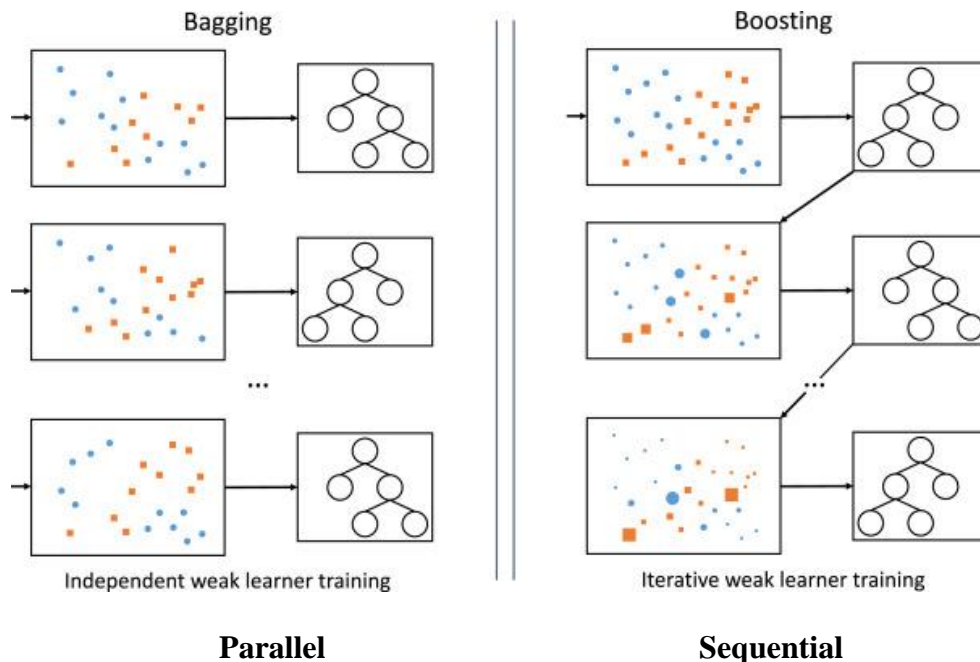 Bagging
Boosting
...
...
Independent weak learner training
Iterative weak learner training
Parallel
Sequential